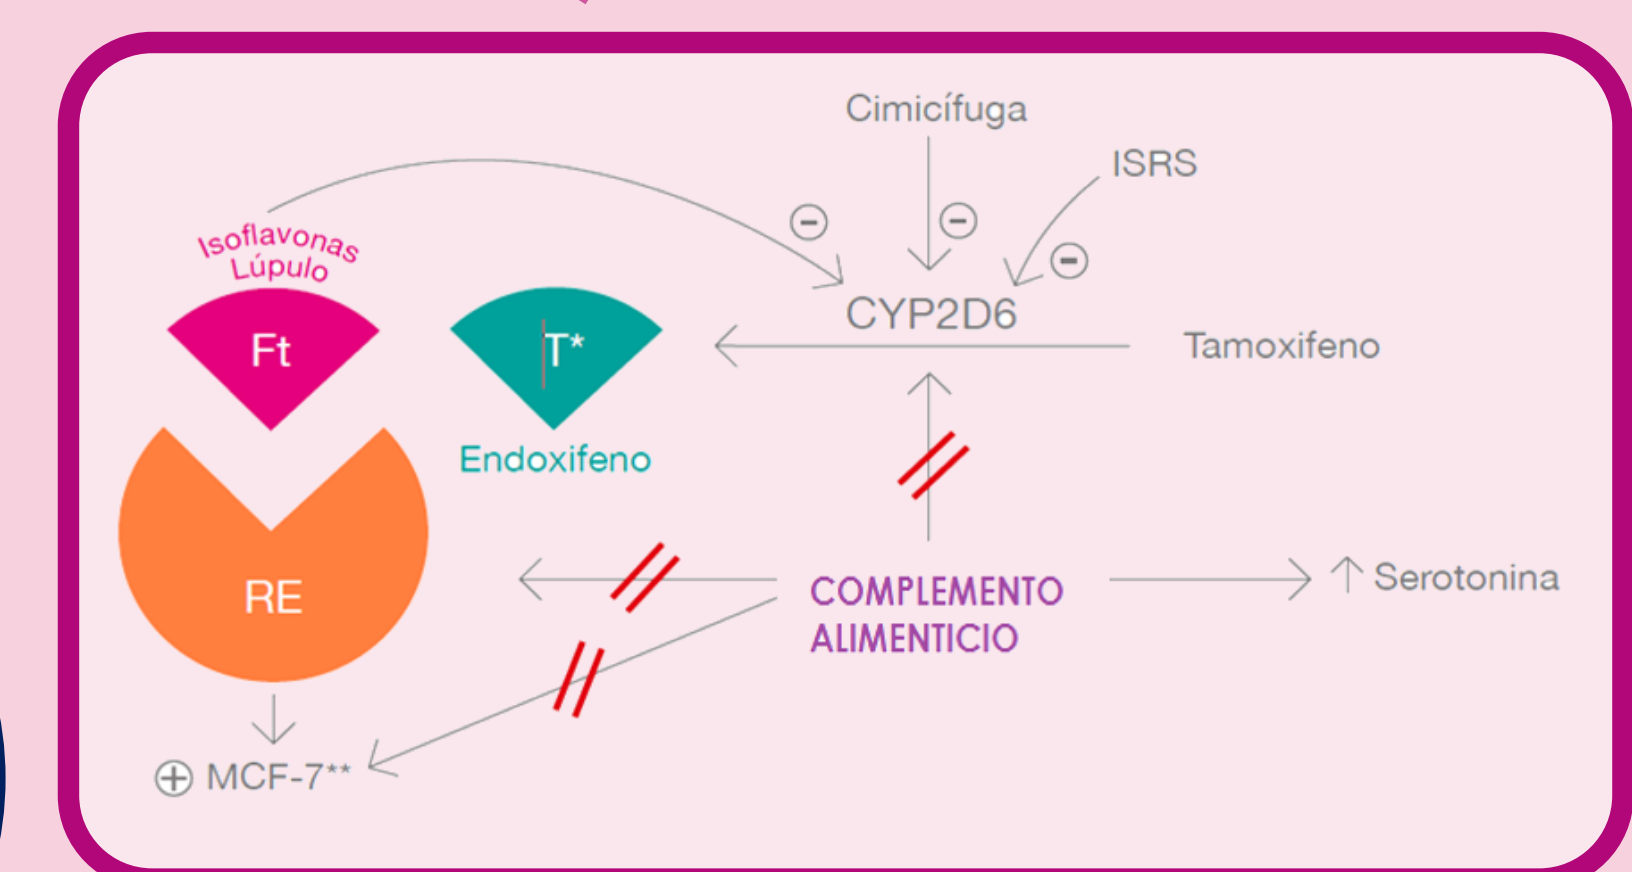 Cimicífuga
ISRS
⊖
⊖
⊖
Isoflavonas
Lúpulo
Ft
T*
CYP2D6
Tamoxifeno
Endoxifeno
RE
COMPLEMENTO
ALIMENTICIO
↑ Serotonina
⊕ MCF-7**